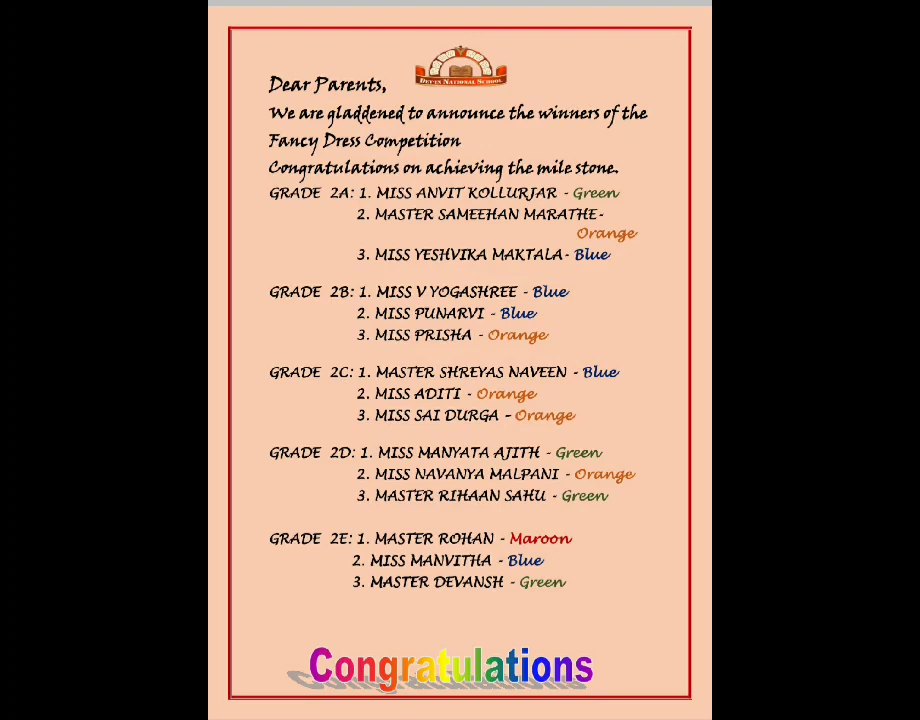 DEVIN NATIONAL SCHOOL
Dear Parents,
We are gladdened to announce the winners of the
Fancy Dress Competition
Congratulations on achieving the mile stone.
GRADE 2A: 1. MISS ANVIT KOLLURJAR - Green
2. MASTER SAMEEHAN MARATHE-
Orange
3. MISS YESHVIKA MAKTALA- Blue
GRADE 2B: 1. MISS V YOGASHREE - Blue
2. MISS PUNARVI - Blue
3. MISS PRISHA - Orange
GRADE 2C: 1. MASTER SHREYAS NAVEEN - Blue
2. MISS ADITI - Orange
3. MISS SAI DURGA - Orange
GRADE 2D: 1. MISS MANYATA AJITH - Green
2. MISS NAVANYA MALPANI - Orange
3. MASTER RIHAAN SAHU - Green
GRADE 2E: 1. MASTER ROHAN - Maroon
2. MISS MANVITHA - Blue
3. MASTER DEVANSH - Green
Congratulations